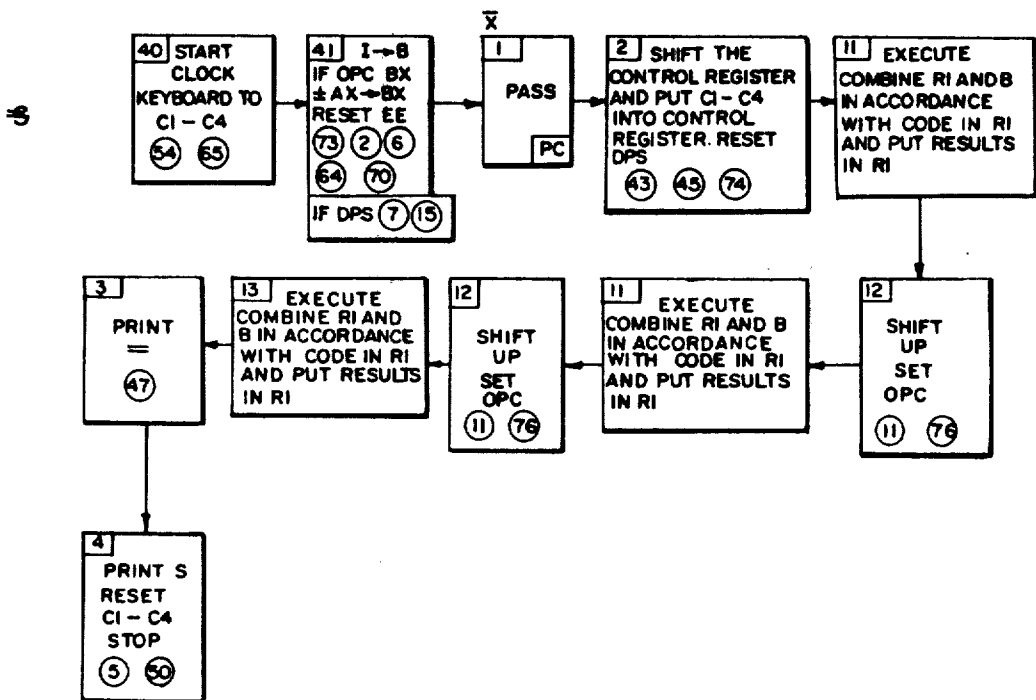 40 START
CLOCK
KEYBOARD TO
C1 - C4
54 65
41 I→B
IF OPC BX
± AX→BX
RESET EE
73 2 6
64 70
IF DPS 7 15
X̅
1
PASS
PC
2 SHIFT THE
CONTROL REGISTER
AND PUT C1 - C4
INTO CONTROL
REGISTER. RESET
DPS
43 45 74
11 EXECUTE
COMBINE R1 AND B
IN ACCORDANCE
WITH CODE IN R1
AND PUT RESULTS
IN R1
12
SHIFT
UP
SET
OPC
11 76
11
EXECUTE
COMBINE R1 AND B
IN ACCORDANCE
WITH CODE IN R1
AND PUT RESULTS
IN R1
12
SHIFT
UP
SET
OPC
11 76
13
EXECUTE
COMBINE R1 AND
B IN ACCORDANCE
WITH CODE IN R1
AND PUT RESULTS
IN R1
3
PRINT
=
47
4
PRINT S
RESET
C1 - C4
STOP
5 50